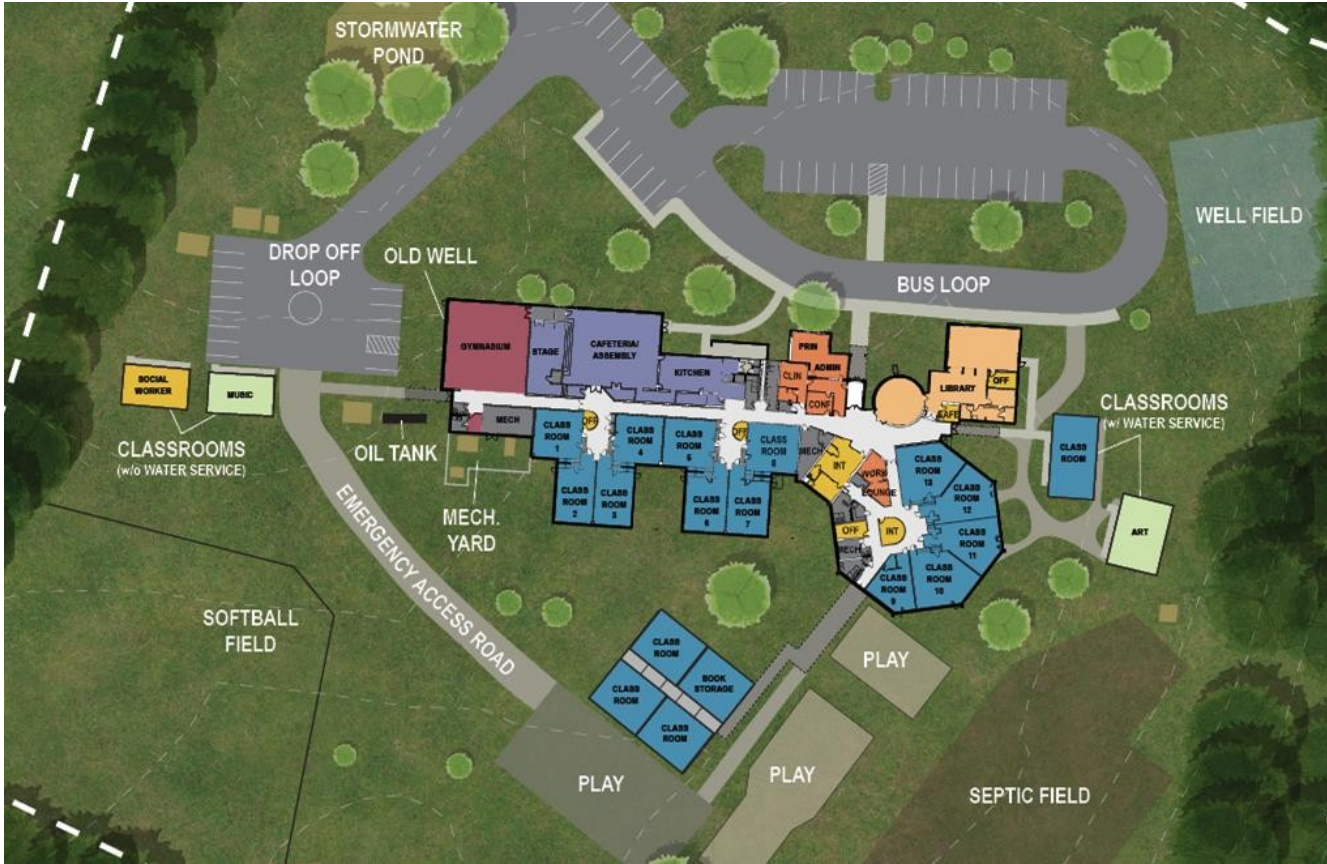 STORMWATER
POND
WELL FIELD
DROP OFF
LOOP
OLD WELL
BUS LOOP
GYMNASIUM
STAGE
CAFETERIA/
ASSEMBLY
KITCHEN
PRIN
ADMIN
CLIN
CONF
LIBRARY
OFF
SAFE
SOCIAL
WORKER
MUSIC
CLASSROOMS
(w/o WATER SERVICE)
OIL TANK
MECH
MECH.
YARD
CLASS
ROOM
1
OFF
CLASS
ROOM
4
CLASS
ROOM
5
OFF
CLASS
ROOM
8
CLASS
ROOM
2
CLASS
ROOM
3
CLASS
ROOM
6
CLASS
ROOM
7
MECH
INT
WORK
LOUNGE
OFF
INT
MECH
CLASS
ROOM
13
CLASS
ROOM
12
CLASS
ROOM
11
CLASS
ROOM
10
CLASS
ROOM
9
CLASSROOMS
(w/ WATER SERVICE)
CLASS
ROOM
ART
EMERGENCY ACCESS ROAD
SOFTBALL
FIELD
CLASS
ROOM
BOOK
STORAGE
CLASS
ROOM
CLASS
ROOM
PLAY
PLAY
PLAY
SEPTIC FIELD